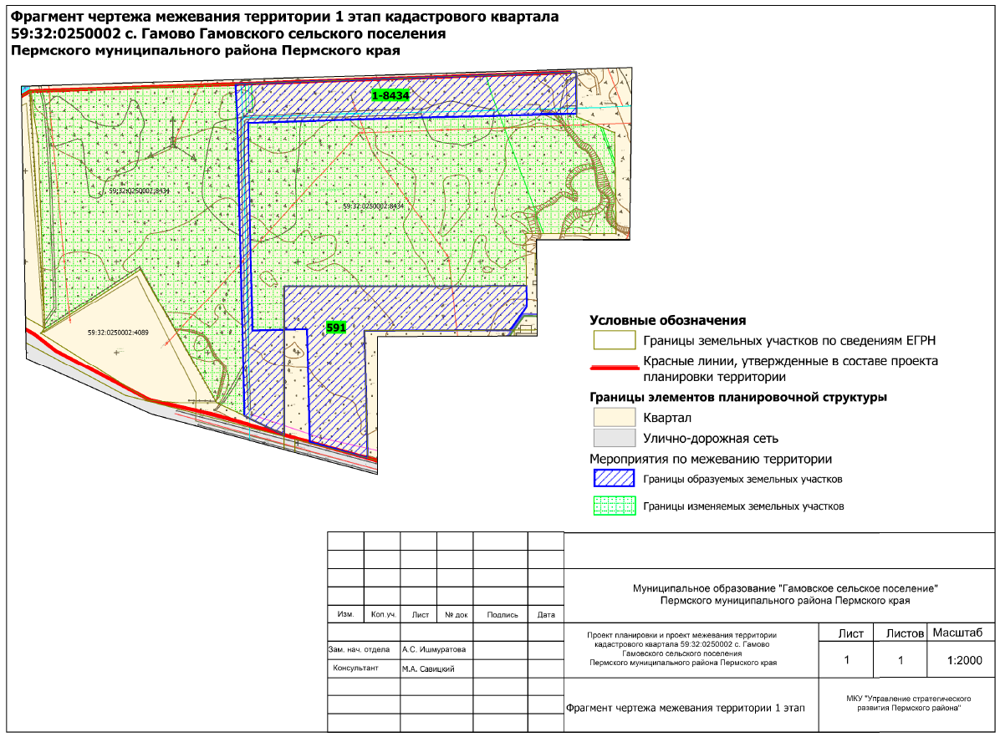 Фрагмент чертежа межевания территории 1 этап кадастрового квартала
59:32:0250002 с. Гамово Гамовского сельского поселения
Пермского муниципального района Пермского края
1-8434
59:32:0250002:8434
59:32:0250002:8434
591
59:32:0250002:4089
Условные обозначения
Границы земельных участков по сведениям ЕГРН
Красные линии, утвержденные в составе проекта
планировки территории
Границы элементов планировочной структуры
Квартал
Улично-дорожная сеть
Мероприятия по межеванию территории
Границы образуемых земельных участков
Границы изменяемых земельных участков
Муниципальное образование "Гамовское сельское поселение"
Пермского муниципального района Пермского края
Изм. Коп.уч. Лист № док Подпись Дата
Зам. нач. отдела А.С. Ишмуратова
Консультант М.А. Савицкий
Проект планировки и проект межевания территории
кадастрового квартала 59:32:0250002 с. Гамово
Гамовского сельского поселения
Пермского муниципального района Пермского края
Лист Листов Масштаб
1 1 1:2000
Фрагмент чертежа межевания территории 1 этап
МКУ "Управление стратегического
развития Пермского района"